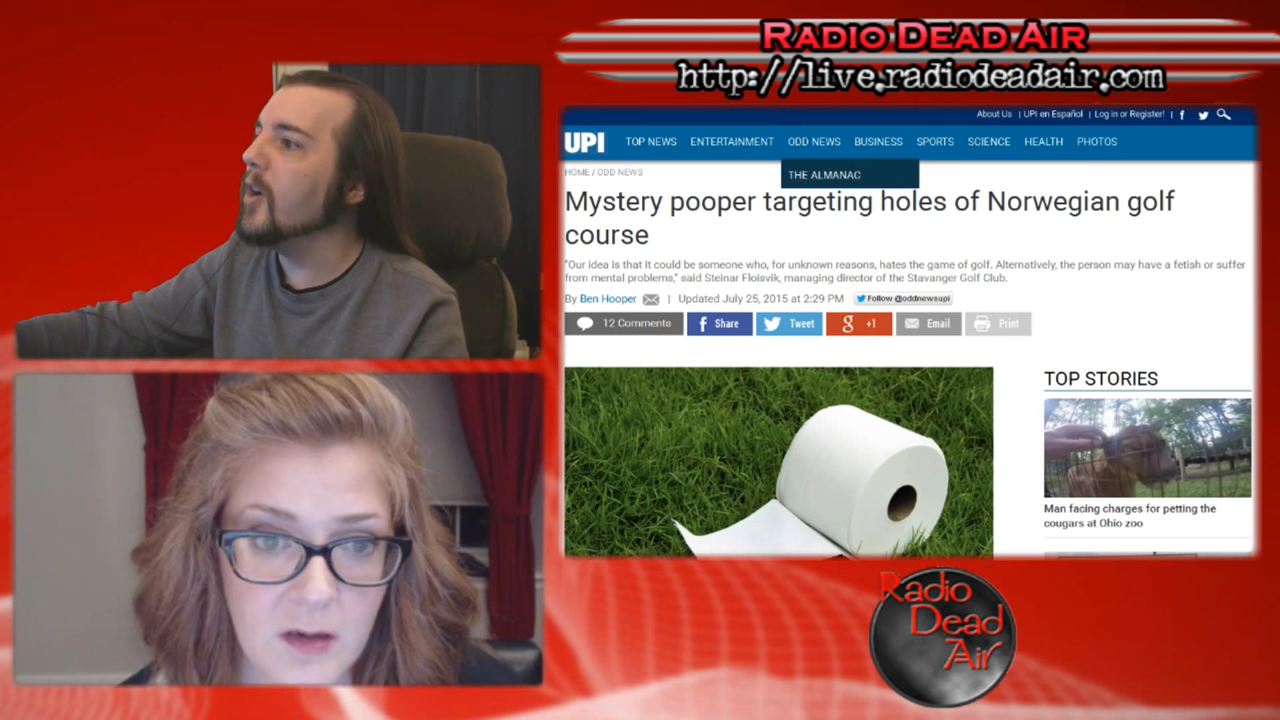 RADIO DEAD AIR
http://live.radiodeadair.com
About Us | UPI en Español | Log in or Register! |
UPI TOP NEWS ENTERTAINMENT ODD NEWS BUSINESS SPORTS SCIENCE HEALTH PHOTOS
THE ALMANAC
HOME / ODD NEWS
Mystery pooper targeting holes of Norwegian golf
course
"Our idea is that it could be someone who, for unknown reasons, hates the game of golf. Alternatively, the person may have a fetish or suffer
from mental problems," said Steinar Floisvik, managing director of the Stavanger Golf Club.
By Ben Hooper | Updated July 25, 2015 at 2:29 PM Follow @oddnewsupi
12 Comments Share Tweet +1 Email Print
TOP STORIES
Man facing charges for petting the
cougars at Ohio zoo
Radio
Dead
Air